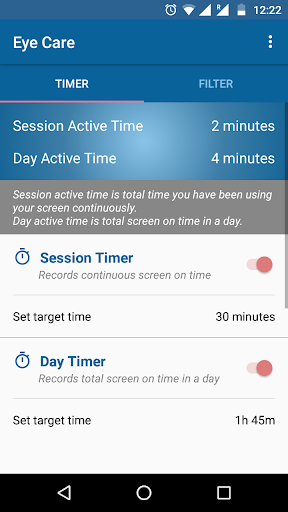 12:22
Eye Care
TIMER
FILTER
Session Active Time
2 minutes
Day Active Time
4 minutes
Session active time is total time you have been using
your screen continuously.
Day active time is total screen on time in a day.
Session Timer
Records continuous screen on time
Set target time
30 minutes
Day Timer
Records total screen on time in a day
Set target time
1h 45m